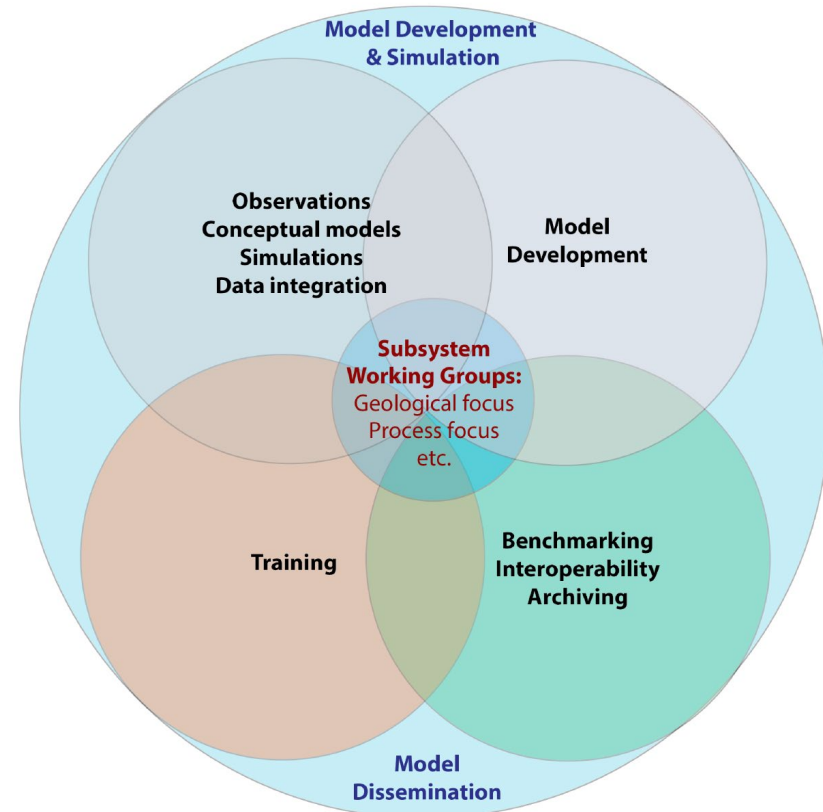 Model Development
& Simulation
Observations
Conceptual models
Simulations
Data integration
Model
Development
Subsystem
Working Groups:
Geological focus
Process focus
etc.
Training
Benchmarking
Interoperability
Archiving
Model
Dissemination